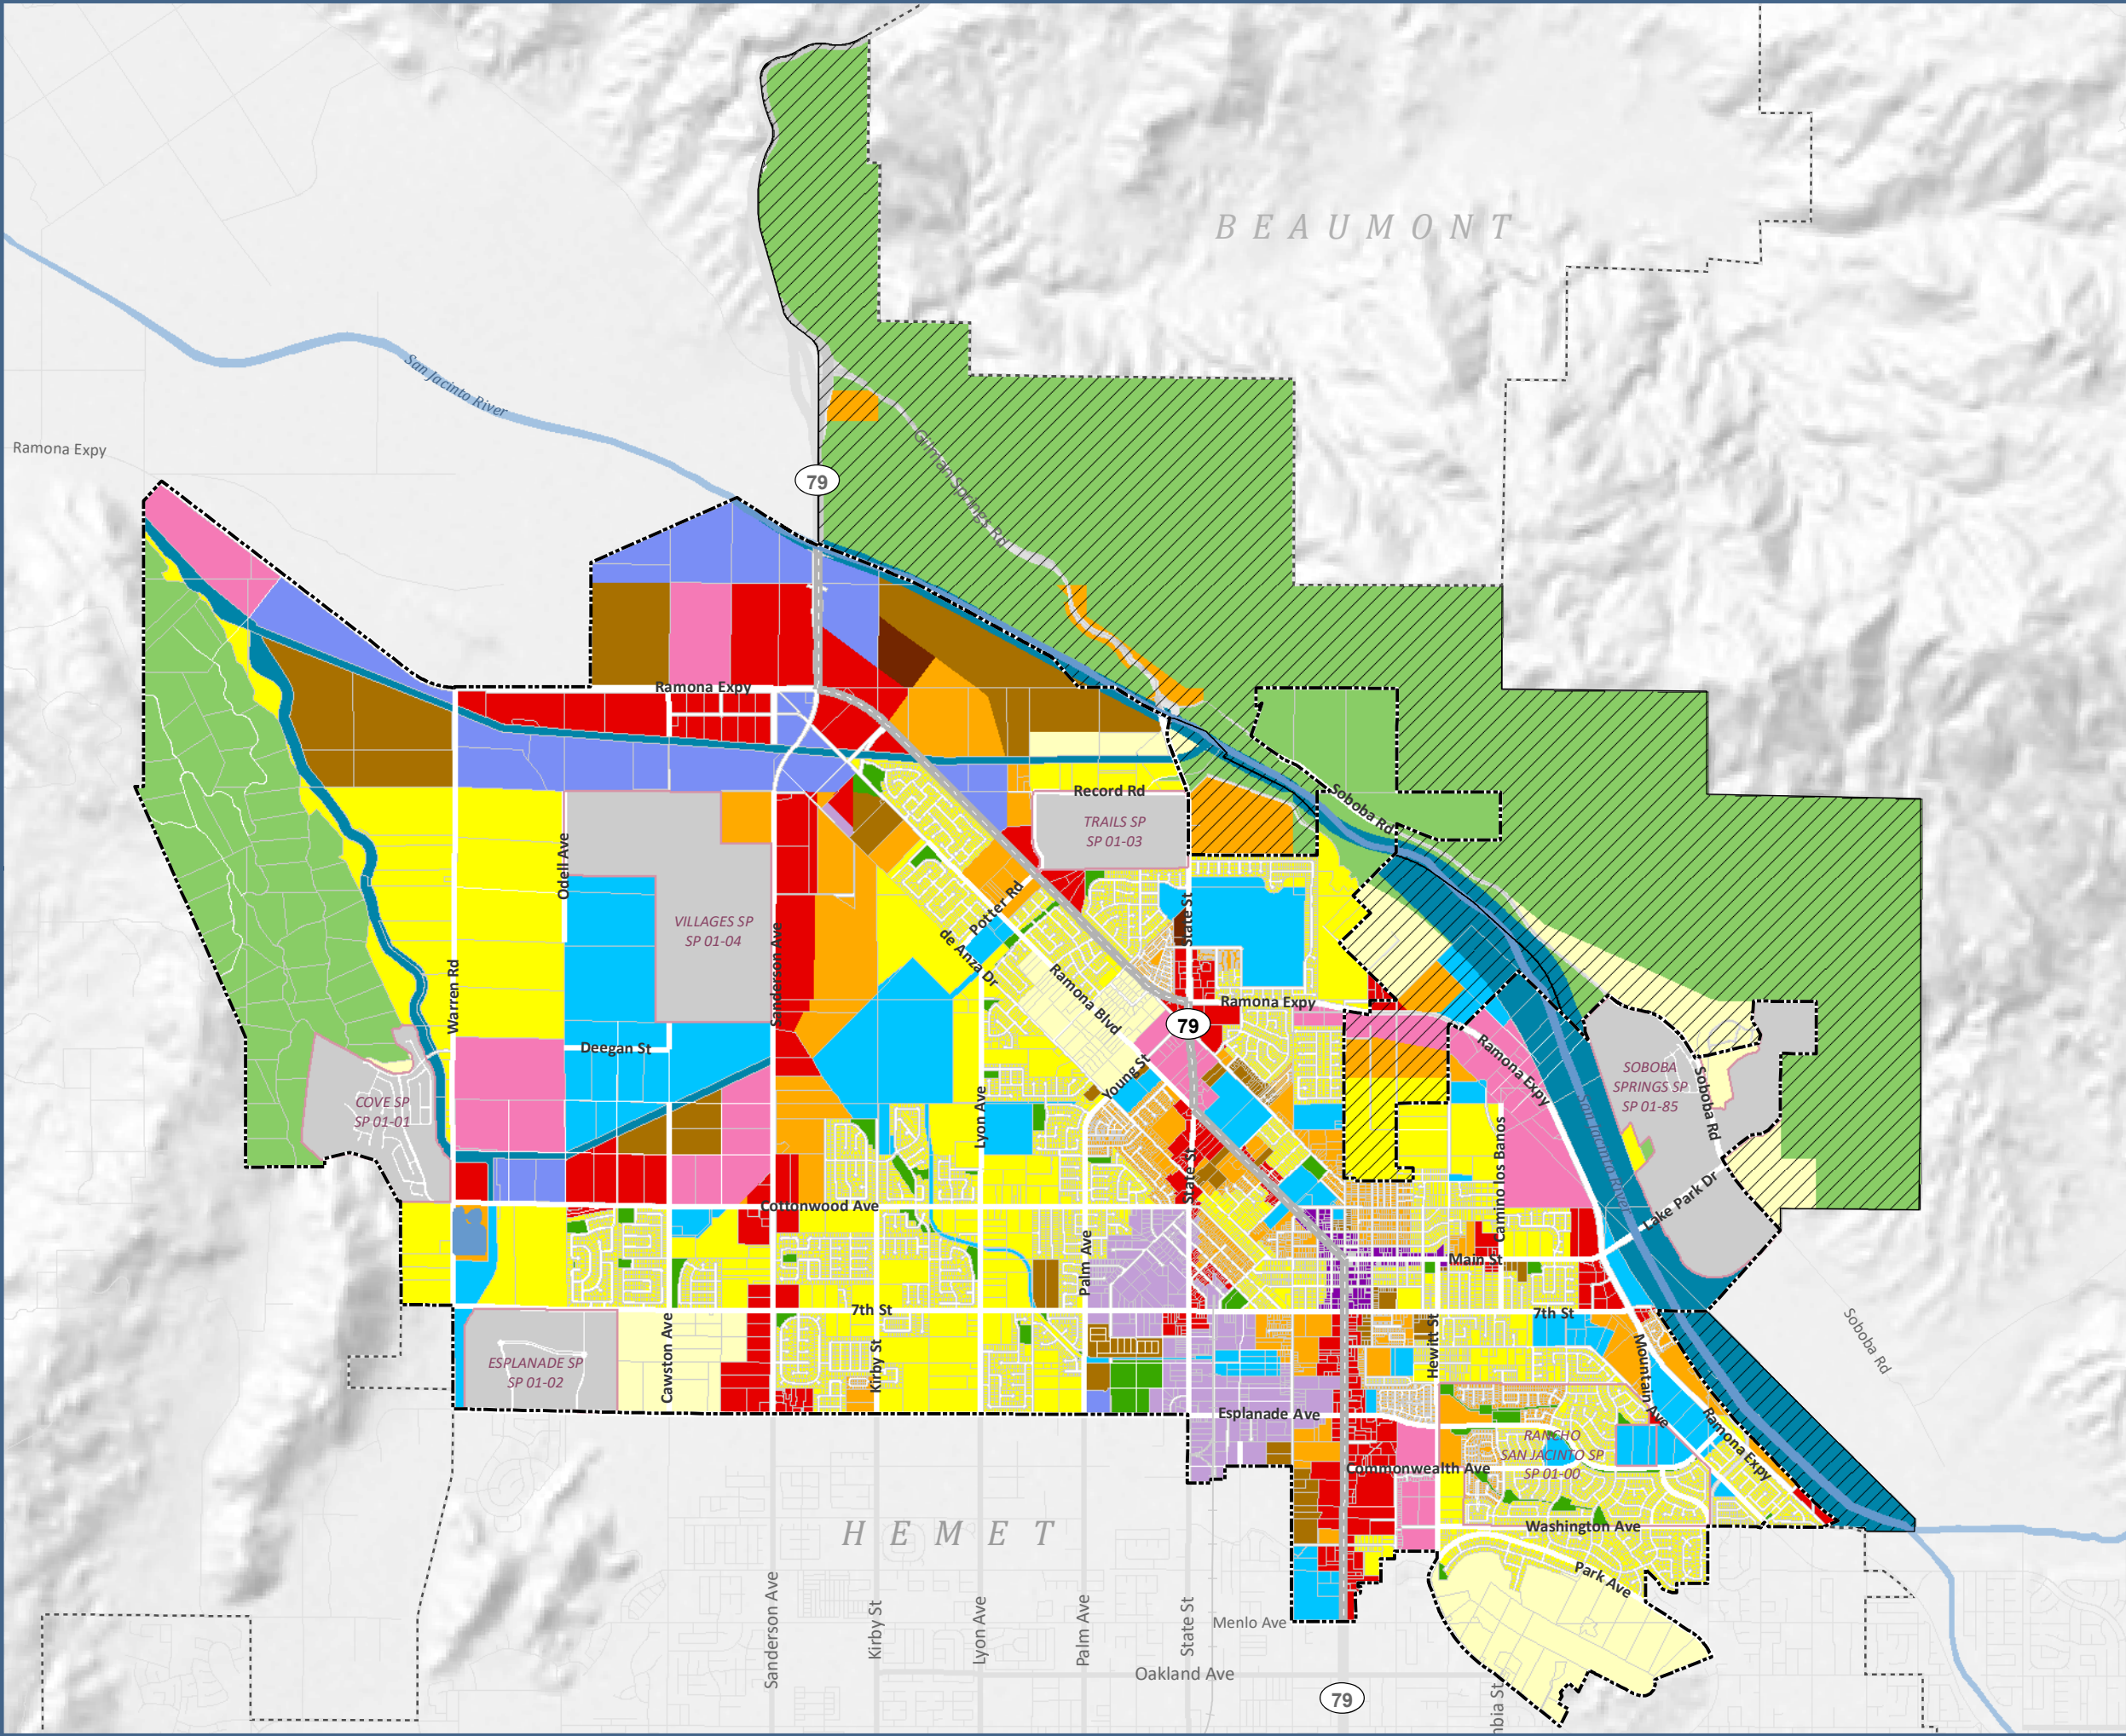 BEAUMONT
San Jacinto River
Ramona Expy
79
Gilman Springs Rd
Ramona Expy
Record Rd
TRAILS SP
SP 01-03
Soboba Rd
Odell Ave
Potter Rd
State St
VILLAGES SP
SP 01-04
Sanderson Ave
de Anza Dr
Warren Rd
Ramona Blvd
Ramona Expy
79
Deegan St
Young St
Ramona Expy
SOBOBA
SPRINGS SP
SP 01-85
Soboba Rd
COVE SP
SP 01-01
Lyon Ave
San Jacinto River
Camino los Banos
State St
Lake Park Dr
Cottonwood Ave
Palm Ave
Main St
7th St
7th St
Soboba Rd
ESPLANADE SP
SP 01-02
Cawston Ave
Kirby St
Hewitt St
Mountain Ave
Esplanade Ave
Ramona Expy
RANCHO
SAN JACINTO SP
SP 01-00
Commonwealth Ave
HEMET
Washington Ave
Park Ave
Sanderson Ave
Kirby St
Lyon Ave
Palm Ave
State St
Menlo Ave
Oakland Ave
79
bia St